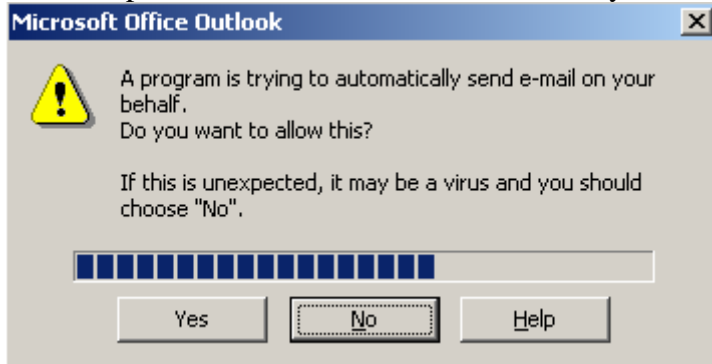 Microsoft Office Outlook
A program is trying to automatically send e-mail on your
behalf.
Do you want to allow this?
If this is unexpected, it may be a virus and you should
choose "No".
Yes
No
Help